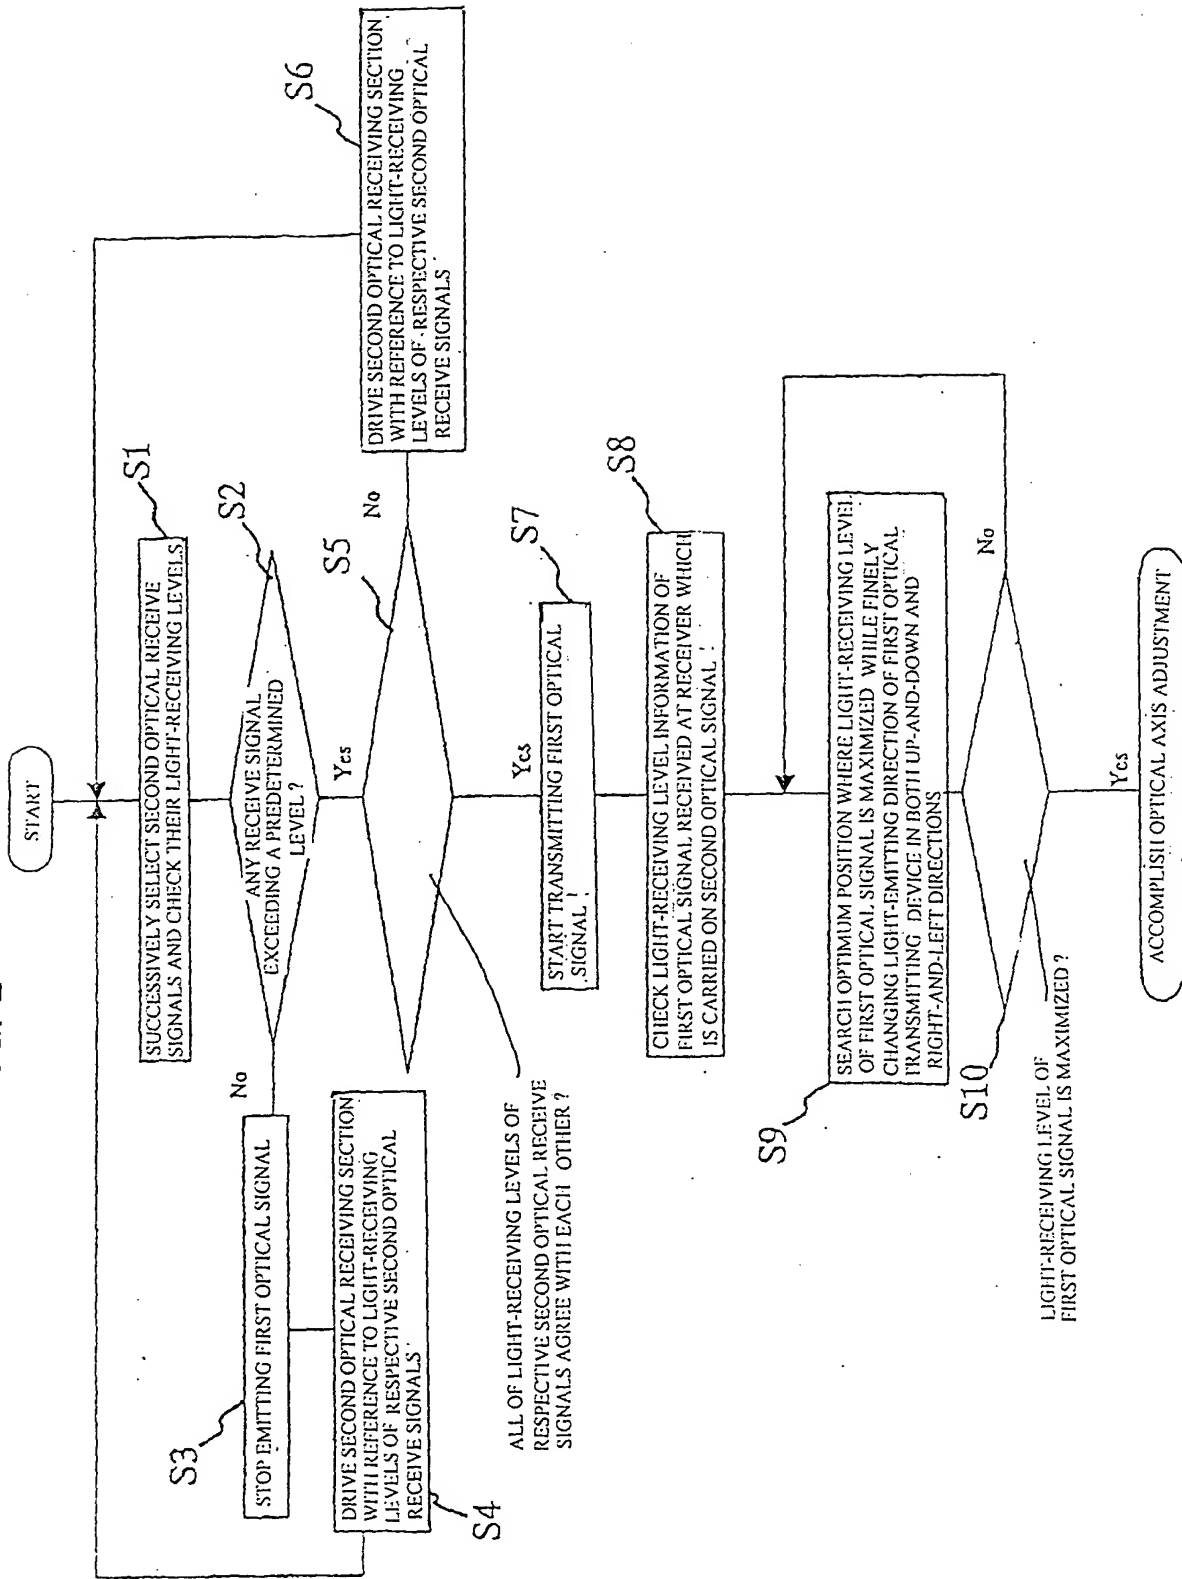 START
SUCCESSIVELY SELECT SECOND OPTICAL RECEIVE
SIGNALS AND CHECK THEIR LIGHT-RECEIVING LEVELS
S1
ANY RECEIVE SIGNAL
EXCEEDING A PREDETERMINED
LEVEL ?
S2
No
Yes
STOP EMITTING FIRST OPTICAL SIGNAL
S3
DRIVE SECOND OPTICAL RECEIVING SECTION
WITH REFERENCE TO LIGHT-RECEIVING
LEVELS OF RESPECTIVE SECOND OPTICAL
RECEIVE SIGNALS
S4
S5
ALL OF LIGHT-RECEIVING LEVELS OF
RESPECTIVE SECOND OPTICAL RECEIVE
SIGNALS AGREE WITH EACH OTHER ?
No
Yes
DRIVE SECOND OPTICAL RECEIVING SECTION
WITH REFERENCE TO LIGHT-RECEIVING
LEVELS OF RESPECTIVE SECOND OPTICAL
RECEIVE SIGNALS
S6
START TRANSMITTING FIRST OPTICAL
SIGNAL !
S7
CHECK LIGHT-RECEIVING LEVEL INFORMATION OF
FIRST OPTICAL SIGNAL RECEIVED AT RECEIVER WHICH
IS CARRIED ON SECOND OPTICAL SIGNAL !
S8
SEARCH OPTIMUM POSITION WHERE LIGHT-RECEIVING LEVEL
OF FIRST OPTICAL SIGNAL IS MAXIMIZED WHILE FINELY
CHANGING LIGHT-EMITTING DIRECTION OF FIRST OPTICAL
TRANSMITTING DEVICE IN BOTH UP-AND-DOWN AND
RIGHT-AND-LEFT DIRECTIONS
S9
S10
LIGHT-RECEIVING LEVEL OF
FIRST OPTICAL SIGNAL IS MAXIMIZED ?
No
Yes
ACCOMPLISH OPTICAL AXIS ADJUSTMENT